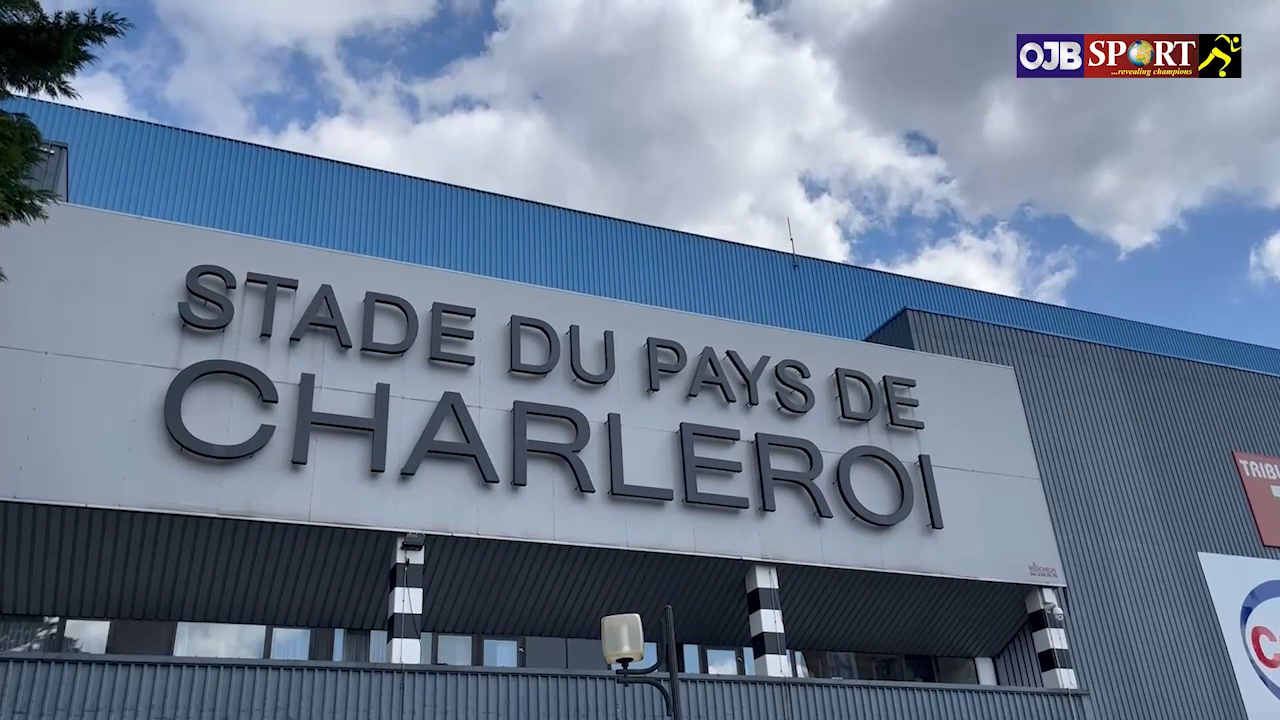 OJB SPORT
...revealing champions
STADE DU PAYS DE
CHARLEROI